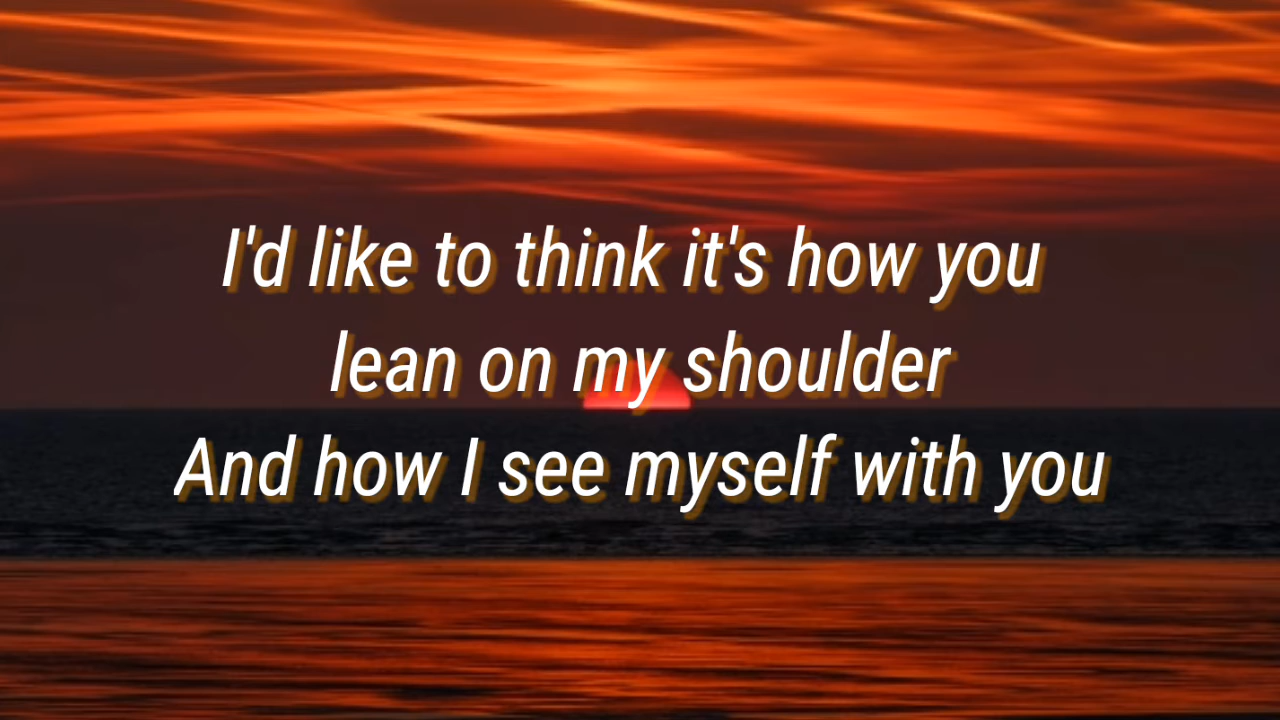 I'd like to think it's how you
lean on my shoulder
And how I see myself with you